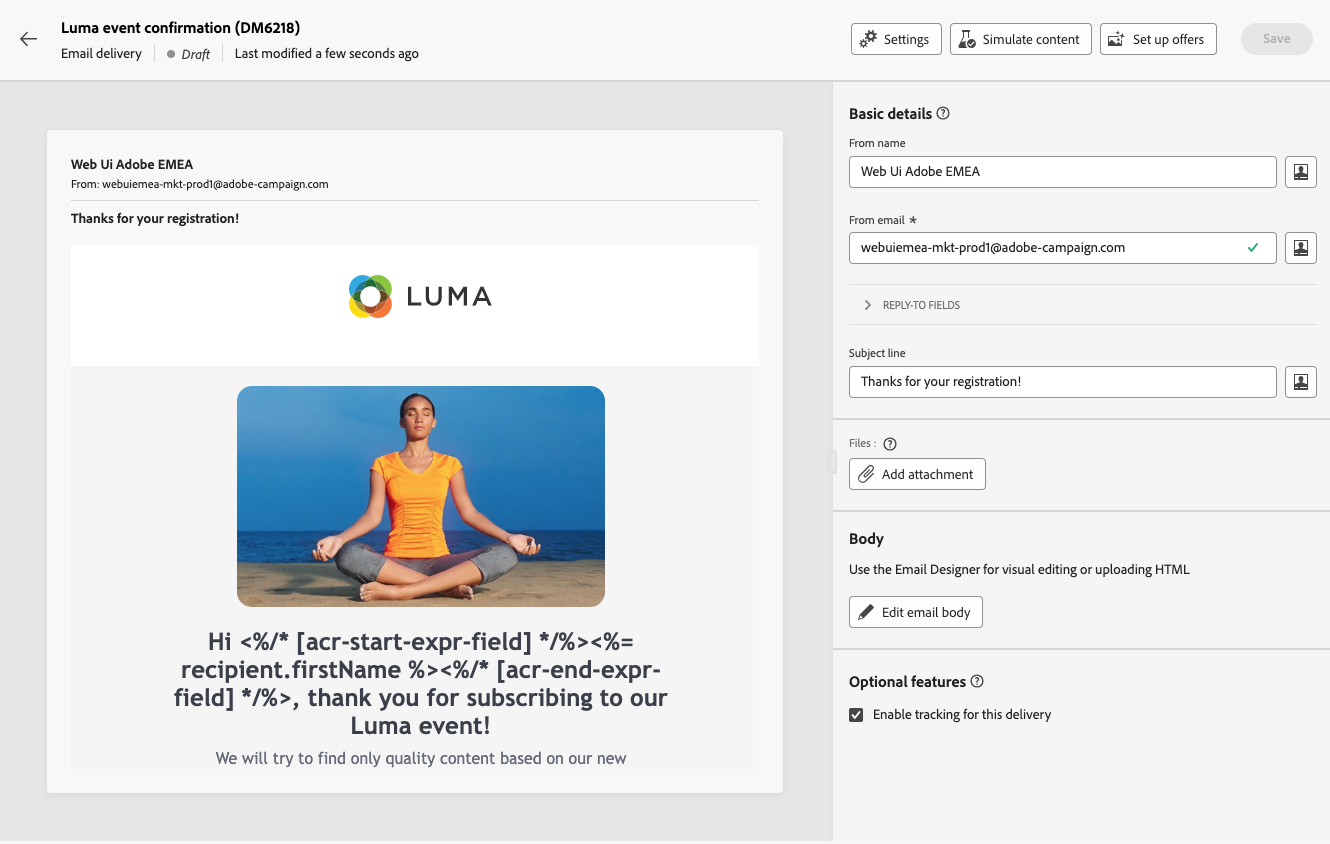 Luma event confirmation (DM6218)
Email delivery
Draft
Last modified a few seconds ago
Settings
Simulate content
Set up offers
Save
Web Ui Adobe EMEA
From: webuiemea-mkt-prod1@adobe-campaign.com
Thanks for your registration!
LUMA
Hi <%/* [acr-start-expr-field] */%><%=
recipient.firstName %><%/* [acr-end-expr-
field] */%>, thank you for subscribing to our
Luma event!
We will try to find only quality content based on our new
Basic details
From name
Web Ui Adobe EMEA
From email *
webuiemea-mkt-prod1@adobe-campaign.com
REPLY-TO FIELDS
Subject line
Thanks for your registration!
Files :
Add attachment
Body
Use the Email Designer for visual editing or uploading HTML
Edit email body
Optional features
Enable tracking for this delivery